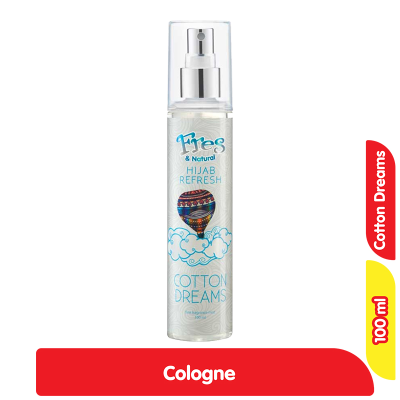 Fres
& Natural
HIJAB
REFRESH
COTTON
DREAMS
Cotton Dreams
100 ml
Cologne